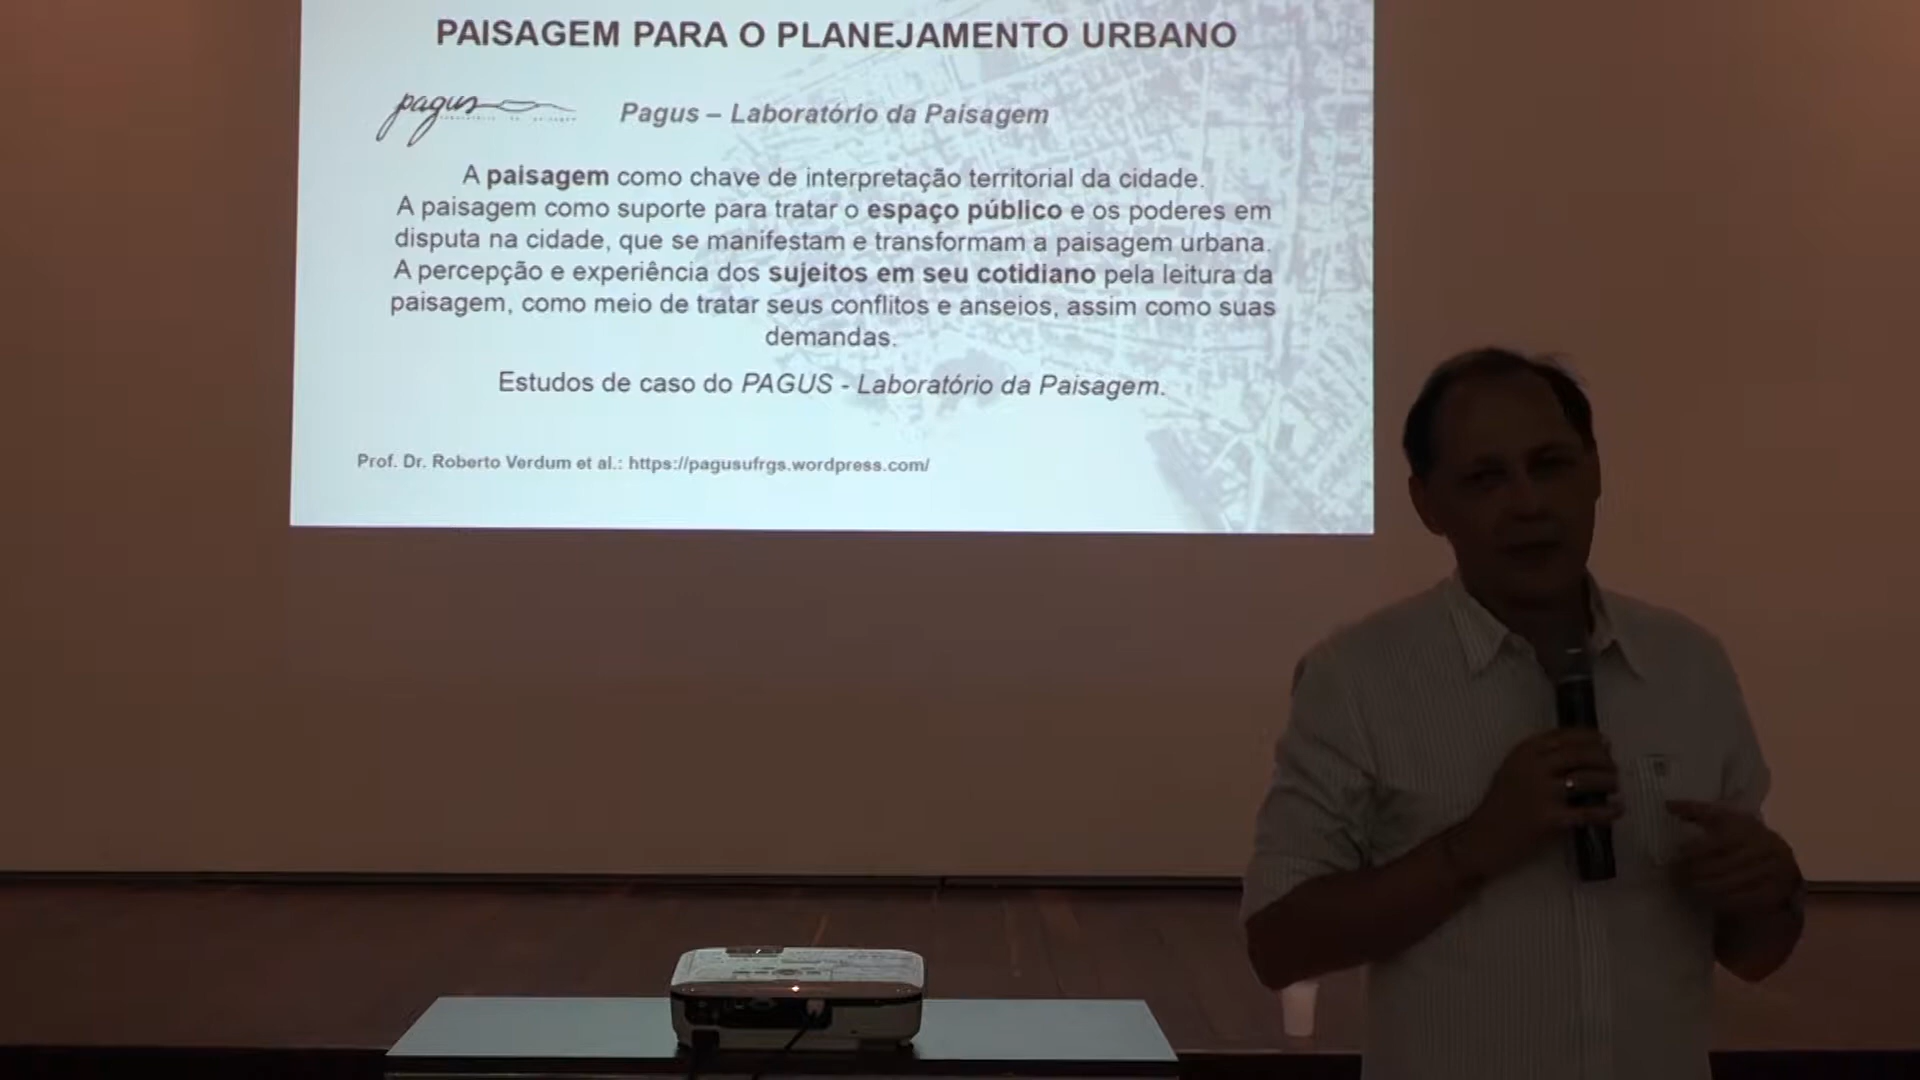 PAISAGEM PARA O PLANEJAMENTO URBANO
pagus
Pagus – Laboratório da Paisagem
A paisagem como chave de interpretação territorial da cidade.
A paisagem como suporte para tratar o espaço público e os poderes em
disputa na cidade, que se manifestam e transformam a paisagem urbana.
A percepção e experiência dos sujeitos em seu cotidiano pela leitura da
paisagem, como meio de tratar seus conflitos e anseios, assim como suas
demandas.
Estudos de caso do PAGUS - Laboratório da Paisagem.
Prof. Dr. Roberto Verdum et al.: https://pagusufrgs.wordpress.com/